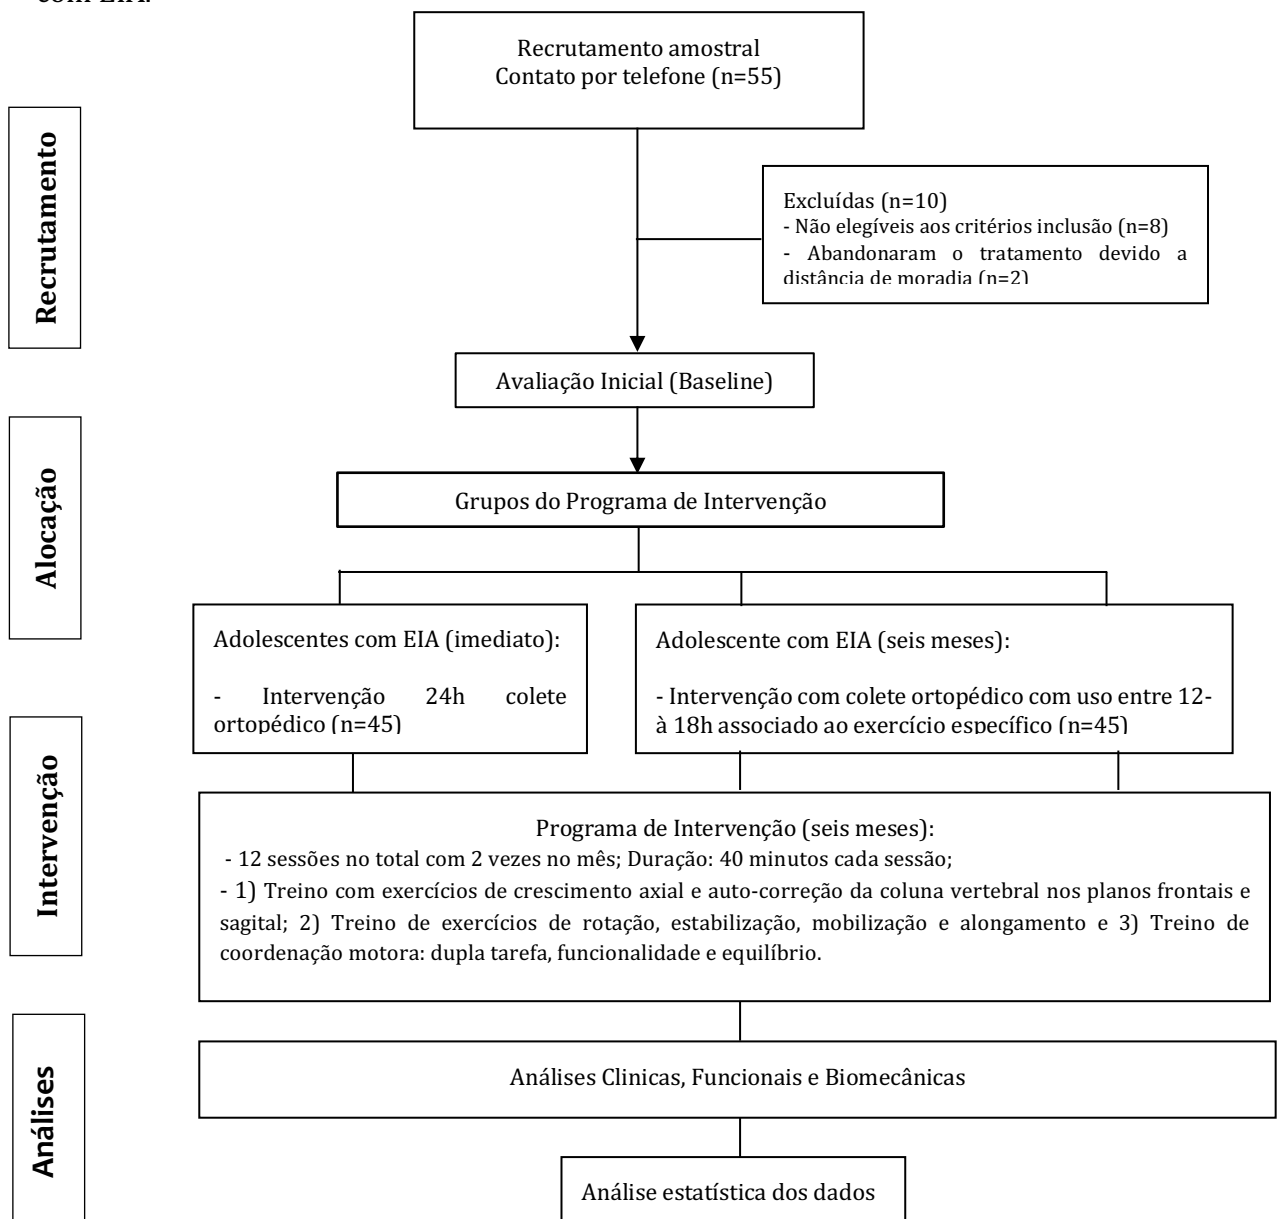 com EIA.
Recrutamento amostral
Contato por telefone (n=55)
Recrutamento
Excluídas (n=10)
- Não elegíveis aos critérios inclusão (n=8)
- Abandonaram o tratamento devido a
distância de moradia (n=2)
Avaliação Inicial (Baseline)
Alocação
Grupos do Programa de Intervenção
Adolescentes com EIA (imediato):
- Intervenção 24h colete
ortopédico (n=45)
Adolescente com EIA (seis meses):
- Intervenção com colete ortopédico com uso entre 12-
à 18h associado ao exercício específico (n=45)
Intervenção
Programa de Intervenção (seis meses):
- 12 sessões no total com 2 vezes no mês; Duração: 40 minutos cada sessão;
- 1) Treino com exercícios de crescimento axial e auto-correção da coluna vertebral nos planos frontais e
sagital; 2) Treino de exercícios de rotação, estabilização, mobilização e alongamento e 3) Treino de
coordenação motora: dupla tarefa, funcionalidade e equilíbrio.
Análises
Análises Clinicas, Funcionais e Biomecânicas
Análise estatística dos dados